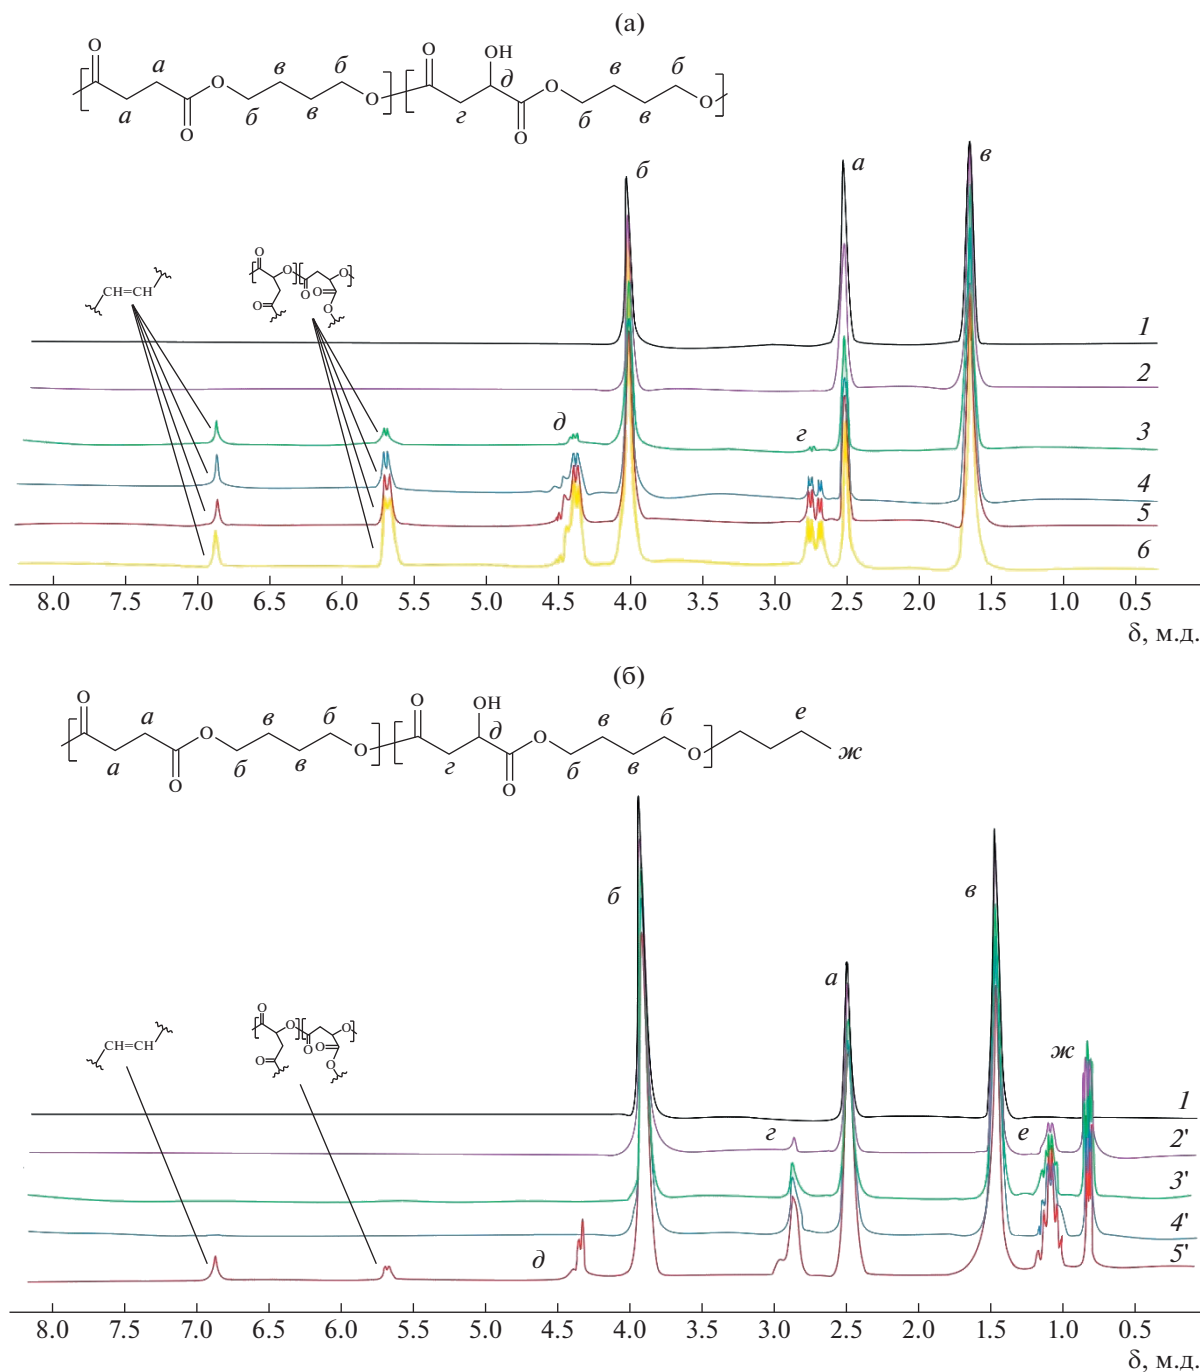 (а)
O
а
в
б
O
O
а
б
в
O
O
OH
д
в
б
O
O
г
б
в
O
б
а
в
CH=CH
O
O
O
O
O
O
O
1
2
д
г
3
4
5
6
8.0 7.5 7.0 6.5 6.0 5.5 5.0 4.5 4.0 3.5 3.0 2.5 2.0 1.5 1.0 0.5
δ, м.д.
(б)
O
а
в
б
O
O
а
б
в
O
O
OH
д
в
б
е
O
O
г
б
в
O
ж
б
в
а
CH=CH
O
O
O
O
O
O
O
ж
1
г
е
2'
3'
4'
д
5'
8.0 7.5 7.0 6.5 6.0 5.5 5.0 4.5 4.0 3.5 3.0 2.5 2.0 1.5 1.0 0.5
δ, м.д.